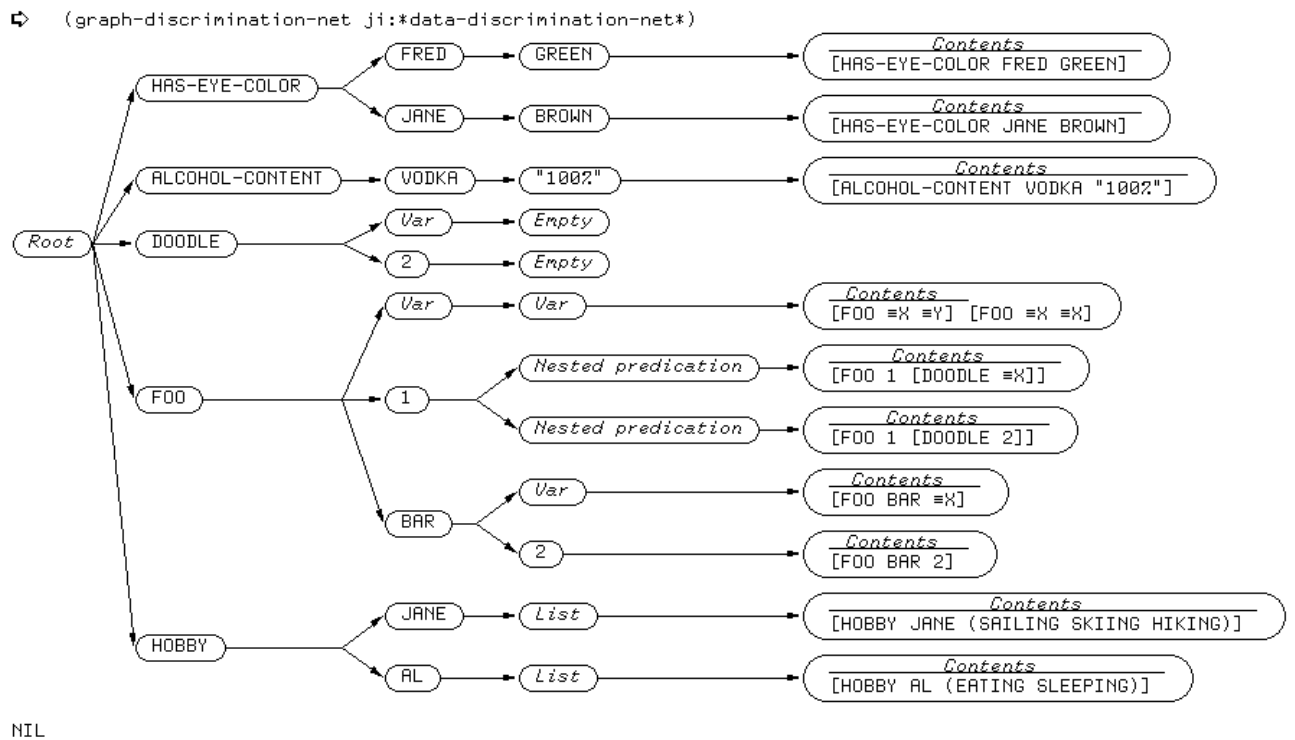 (graph-discrimination-net ji:*data-discrimination-net*)
FRED GREEN Contents
[HAS-EYE-COLOR FRED GREEN]
HAS-EYE-COLOR
JANE BROWN Contents
[HAS-EYE-COLOR JANE BROWN]
ALCOHOL-CONTENT VODKA "100%" Contents
[ALCOHOL-CONTENT VODKA "100%"]
Var Empty
Root DOODLE
2 Empty
Var Var Contents
[FOO ≡X ≡Y] [FOO ≡X ≡X]
Nested predication Contents
[FOO 1 [DOODLE ≡X]]
FOO 1
Nested predication Contents
[FOO 1 [DOODLE 2]]
Var Contents
[FOO BAR ≡X]
BAR
2 Contents
[FOO BAR 2]
JANE List Contents
[HOBBY JANE (SAILING SKIING HIKING)]
HOBBY
AL List Contents
[HOBBY AL (EATING SLEEPING)]
NIL